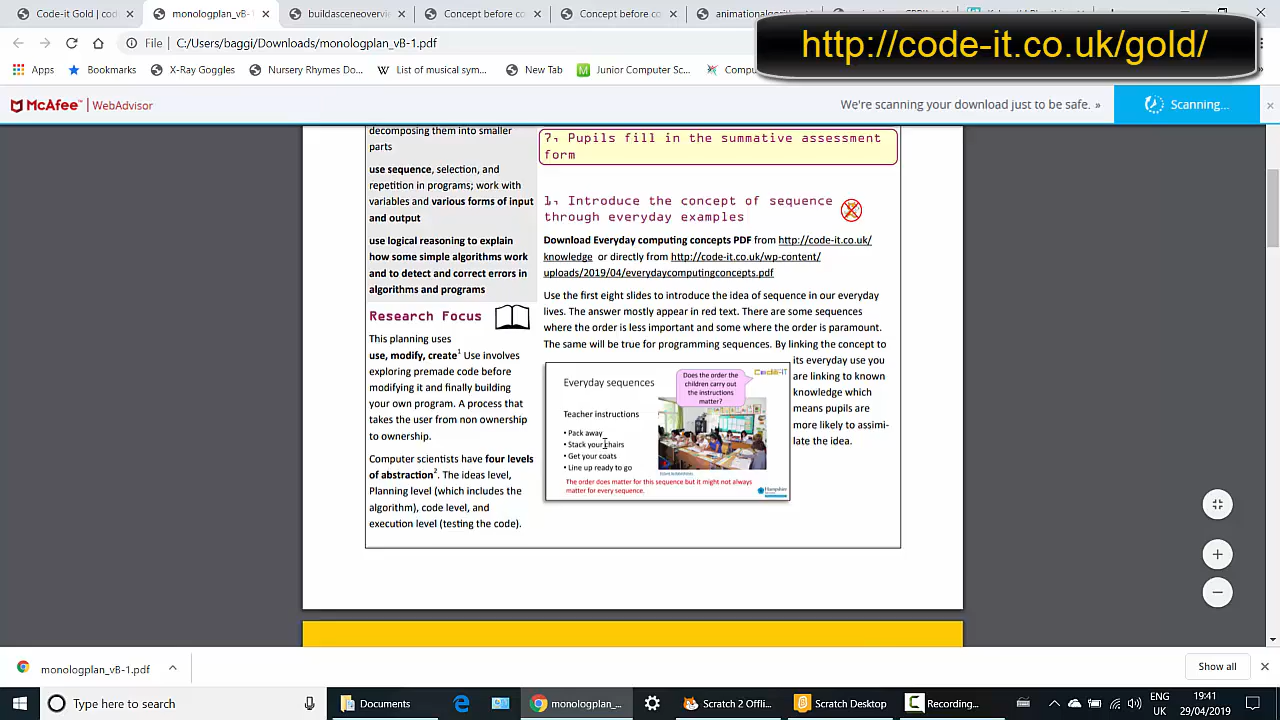 Code-it Gold | cod
monologplan_vB-1.pdf
buildasceneovervie
Concept before co
Concept before co
animationalgorithm
http://code-it.co.uk/gold/
File | C:/Users/baggi/Downloads/monologplan_vB-1.pdf
Apps
Bookmarks
X-Ray Goggles
Nursery Rhymes Do
List of musical sym
New Tab
Junior Computer Sc
Compu
McAfee™ | WebAdvisor
We're scanning your download just to be safe. »
Scanning...
decomposing them into smaller
parts
use sequence, selection, and
repetition in programs; work with
variables and various forms of input
and output
use logical reasoning to explain
how some simple algorithms work
and to detect and correct errors in
algorithms and programs
Research Focus
This planning uses
use, modify, create¹ Use involves
exploring premade code before
modifying it and finally building
your own program. A process that
takes the user from non ownership
to ownership.
Computer scientists have four levels
of abstraction². The ideas level,
Planning level (which includes the
algorithm), code level, and
execution level (testing the code).
7, Pupils fill in the summative assessment
form
1, Introduce the concept of sequence
through everyday examples
Download Everyday computing concepts PDF from http://code-it.co.uk/
knowledge or directly from http://code-it.co.uk/wp-content/
uploads/2019/04/everydaycomputingconcepts.pdf
Use the first eight slides to introduce the idea of sequence in our everyday
lives. The answer mostly appear in red text. There are some sequences
where the order is less important and some where the order is paramount.
The same will be true for programming sequences. By linking the concept to
its everyday use you
are linking to known
knowledge which
means pupils are
more likely to assimi-
late the idea.
Everyday sequences
Does the order the
children carry out
the instructions
matter?
Code-IT
Teacher instructions
• Pack away
• Stack your chairs
• Get your coats
• Line up ready to go
The order does matter for this sequence but it might not always
matter for every sequence.
Hampshire
monologplan_vB-1.pdf
Show all
Type here to search
Documents
monologplan_...
Scratch 2 Offli...
Scratch Desktop
Recording...
ENG
UK
19:41
29/04/2019